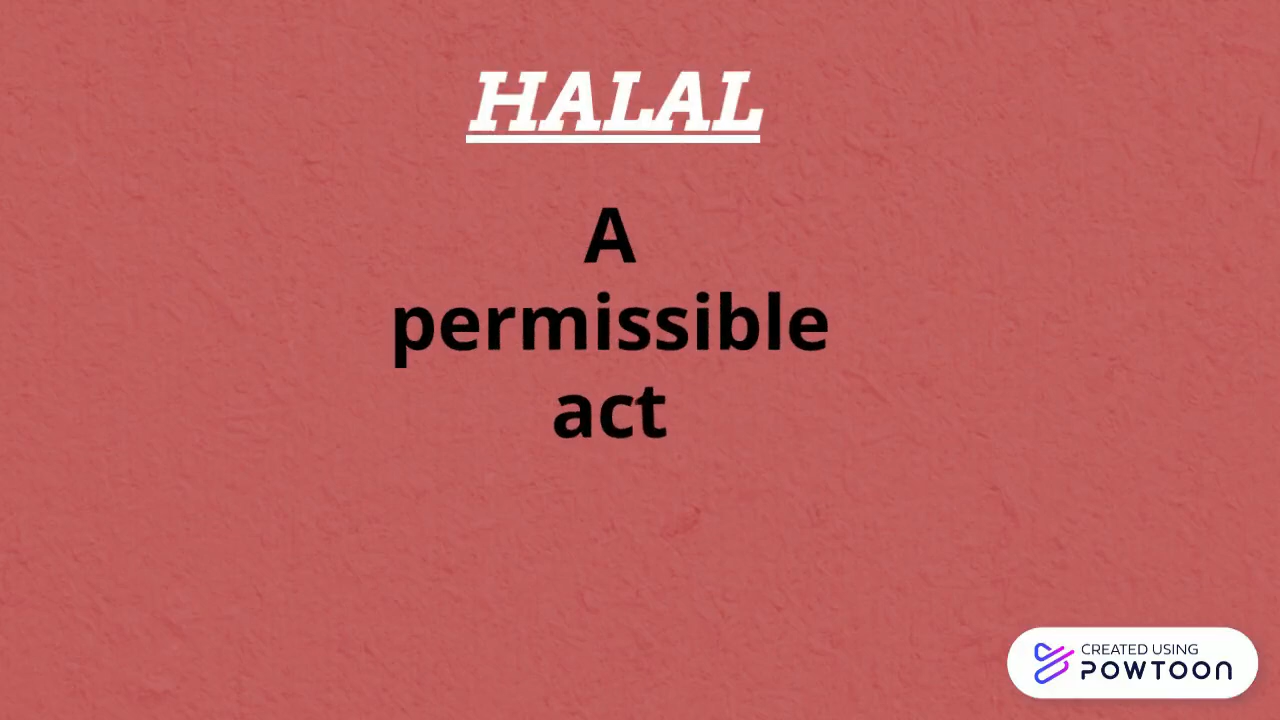 HALAL
A
permissible
act
CREATED USING
POWTOON